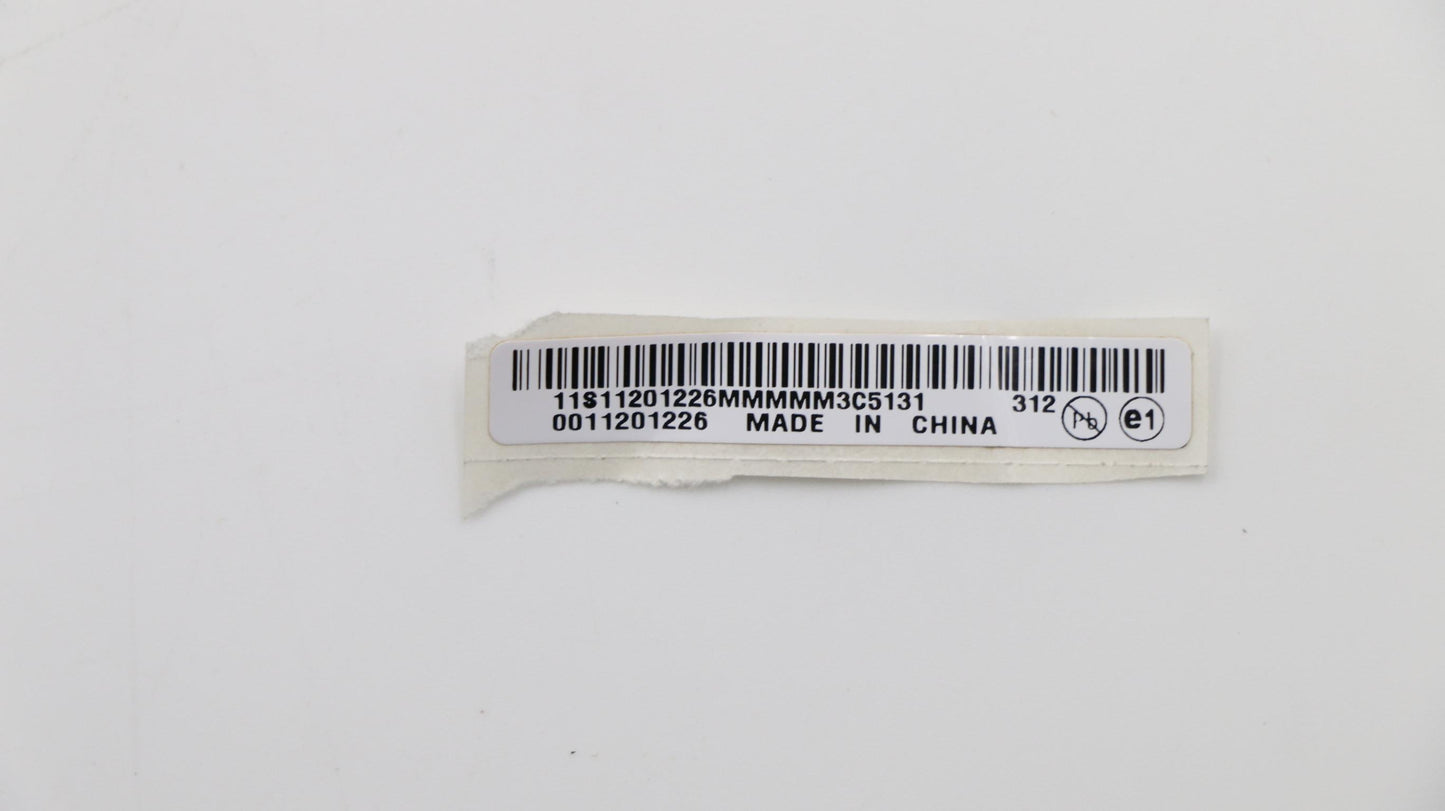 11S11201226MMMMM3C5131 312 Pb e1
0011201226 MADE IN CHINA